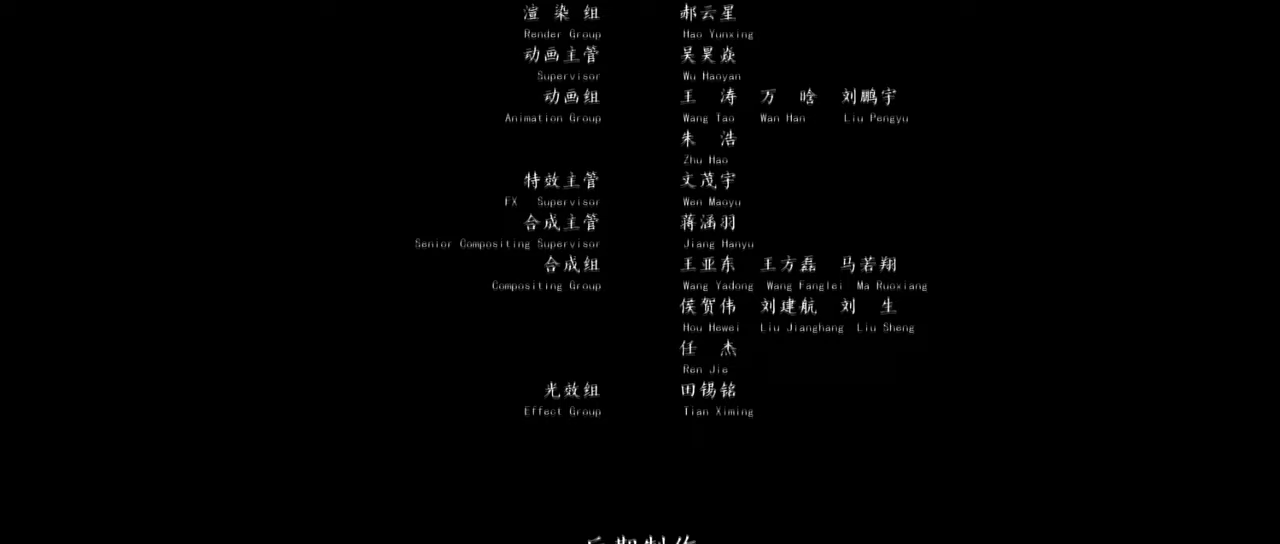 渲染组 郝云星
Render Group Hao Yunxing
动画主管 吴昊焱
Supervisor Wu Haoyan
动画组 王涛 万晗 刘鹏宇
Animation Group Wang Tao Wan Han Liu Pengyu
朱浩
Zhu Hao
特效主管 文茂宇
FX Supervisor Wen Maoyu
合成主管 蒋涵羽
Senior Compositing Supervisor Jiang Hanyu
合成组 王亚东 王方磊 马若翔
Compositing Group Wang Yadong Wang Fanglei Ma Ruoxiang
侯贺伟 刘建航 刘生
Hou Hewei Liu Jianghang Liu Sheng
任杰
Ren Jie
光效组 田锡铭
Effect Group Tian Ximing
后期制作